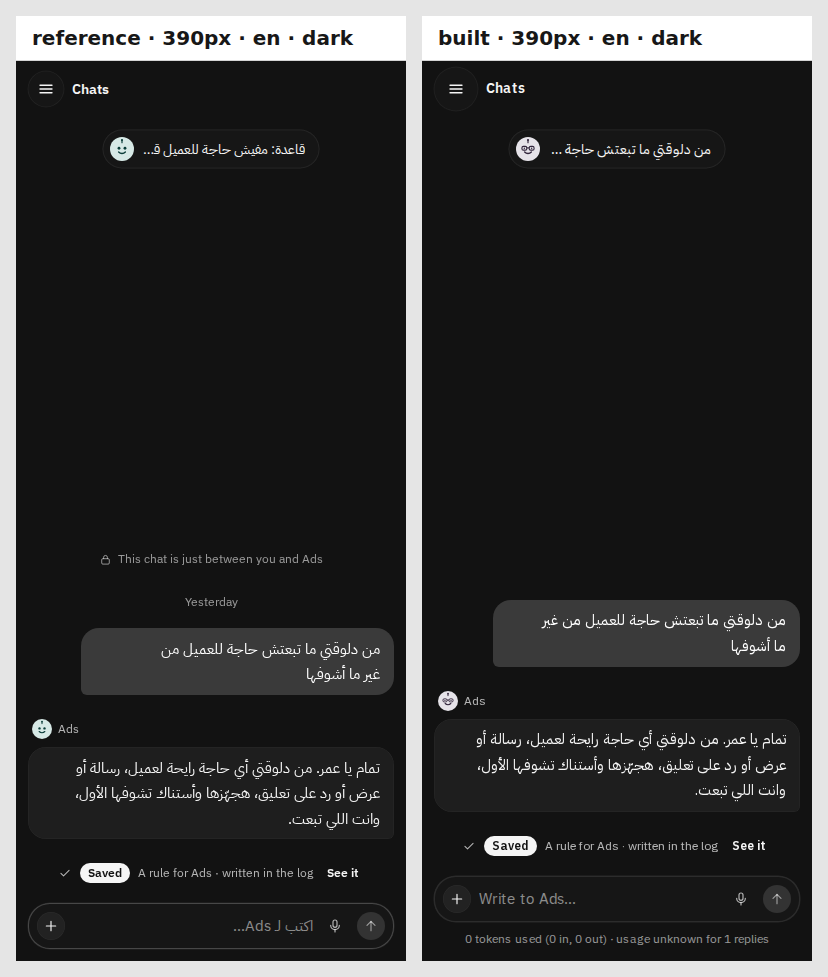 reference · 390px · en · dark
Chats
قاعدة: مفيش حاجة للعميل ق...
This chat is just between you and Ads
Yesterday
من دلوقتي ما تبعتش حاجة للعميل من
غير ما أشوفها
Ads
تمام يا عمر. من دلوقتي أي حاجة رايحة لعميل، رسالة أو
عرض أو رد على تعليق، هجهّزها وأستناك تشوفها الأول،
وانت اللي تبعت.
Saved A rule for Ads · written in the log See it
اكتب لـ Ads...
built · 390px · en · dark
Chats
من دلوقتي ما تبعتش حاجة ...
من دلوقتي ما تبعتش حاجة للعميل من غير
ما أشوفها
Ads
تمام يا عمر. من دلوقتي أي حاجة رايحة لعميل، رسالة أو
عرض أو رد على تعليق، هجهّزها وأستناك تشوفها الأول،
وانت اللي تبعت.
Saved A rule for Ads · written in the log See it
Write to Ads...
0 tokens used (0 in, 0 out) · usage unknown for 1 replies